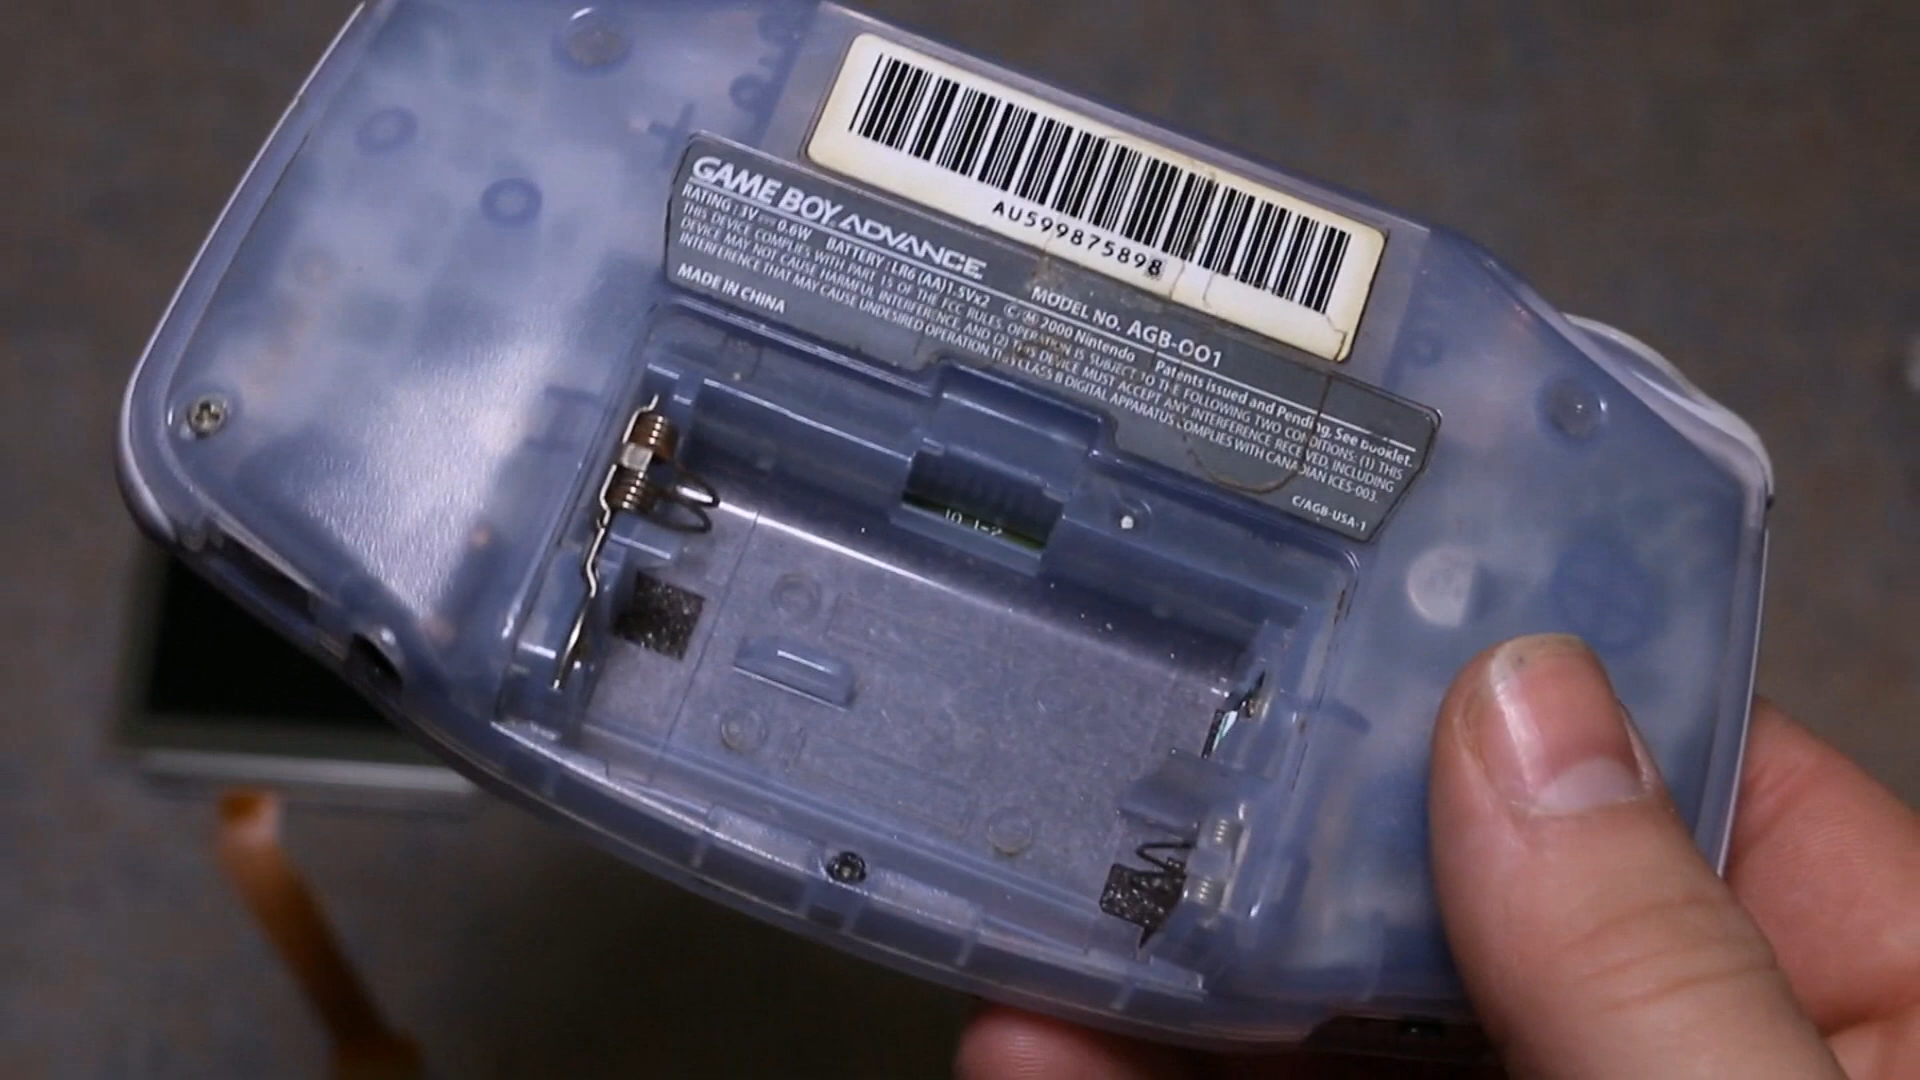 AU599875898
GAME BOY ADVANCE MODEL NO. AGB-001
RATING : 3V 0.6W BATTERY : LR6 (AA)1.5Vx2 © 2000 Nintendo Patents issued and Pending. See booklet.
THIS DEVICE COMPLIES WITH PART 15 OF THE FCC RULES. OPERATION IS SUBJECT TO THE FOLLOWING TWO CONDITIONS: (1) THIS
DEVICE MAY NOT CAUSE HARMFUL INTERFERENCE, AND (2) THIS DEVICE MUST ACCEPT ANY INTERFERENCE RECEIVED, INCLUDING
INTERFERENCE THAT MAY CAUSE UNDESIRED OPERATION. THIS CLASS B DIGITAL APPARATUS COMPLIES WITH CANADIAN ICES-003.
MADE IN CHINA C/AGB-USA-1